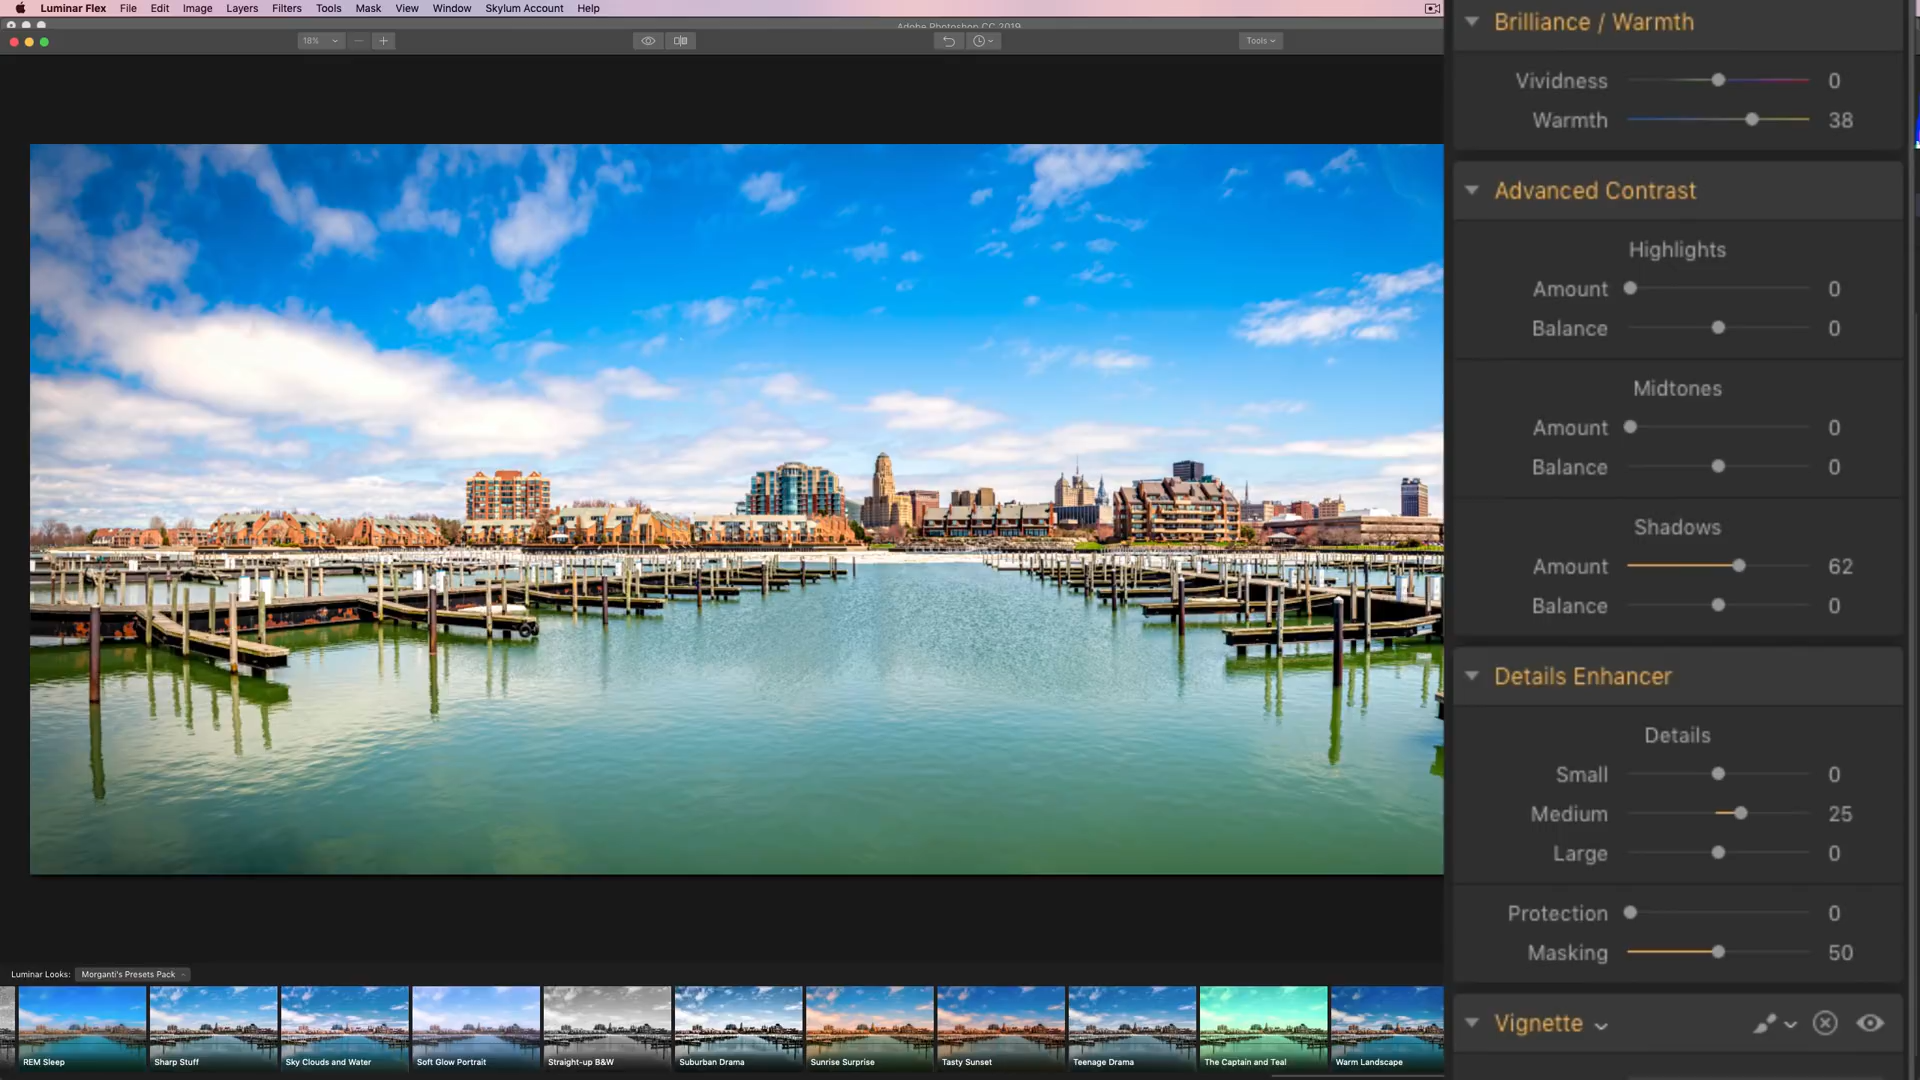 Luminar Flex File Edit Image Layers Filters Tools Mask View Window Skylum Account Help
Adobe Photoshop CC 2019
18%
Tools
Brilliance / Warmth
Vividness 0
Warmth 38
Advanced Contrast
Highlights
Amount 0
Balance 0
Midtones
Amount 0
Balance 0
Shadows
Amount 62
Balance 0
Details Enhancer
Details
Small 0
Medium 25
Large 0
Protection 0
Masking 50
Vignette
Luminar Looks: Morganti's Presets Pack
REM Sleep
Sharp Stuff
Sky Clouds and Water
Soft Glow Portrait
Straight-up B&W
Suburban Drama
Sunrise Surprise
Tasty Sunset
Teenage Drama
The Captain and Teal
Warm Landscape